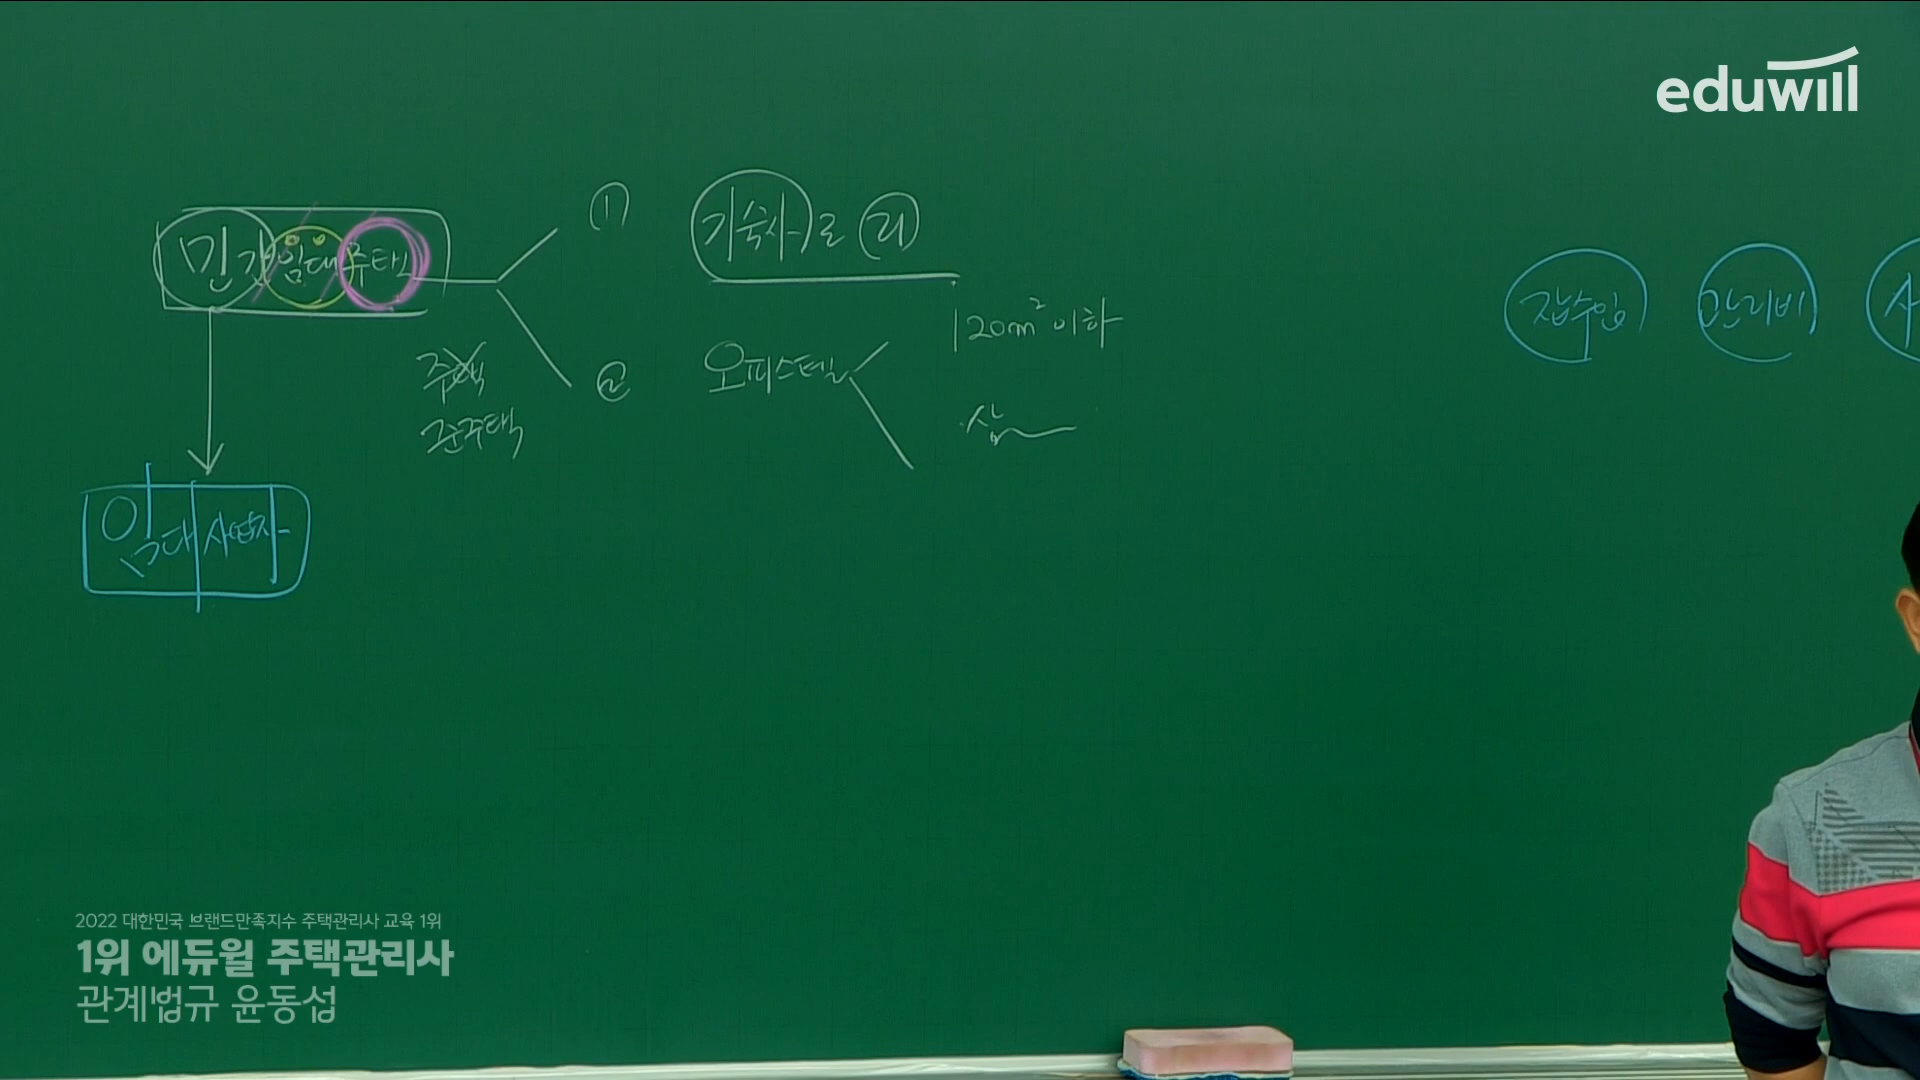 eduwill
민간임대주택
①
기숙사로 리
주택
준주택
②
오피스텔
120m² 이하
임대사업자
잡수입
관리비
2022 대한민국 브랜드만족지수 주택관리사 교육 1위
1위 에듀윌 주택관리사
관계법규 윤동섭